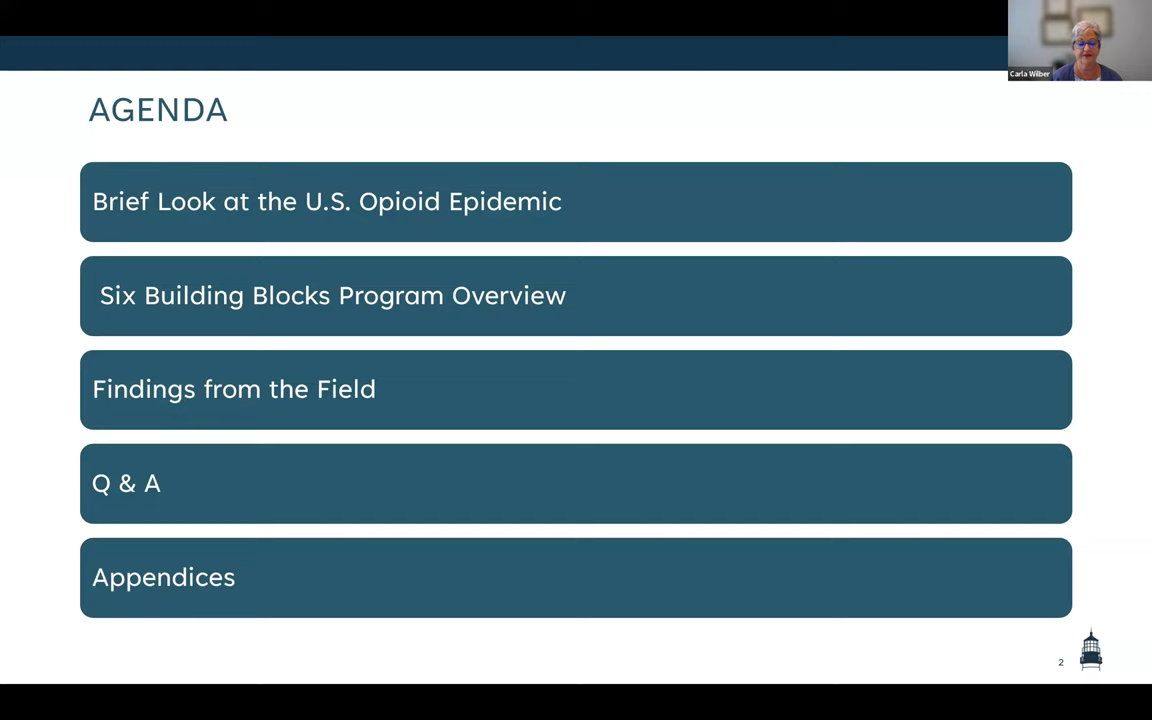 Carla Wilber
AGENDA
Brief Look at the U.S. Opioid Epidemic
Six Building Blocks Program Overview
Findings from the Field
Q & A
Appendices
2